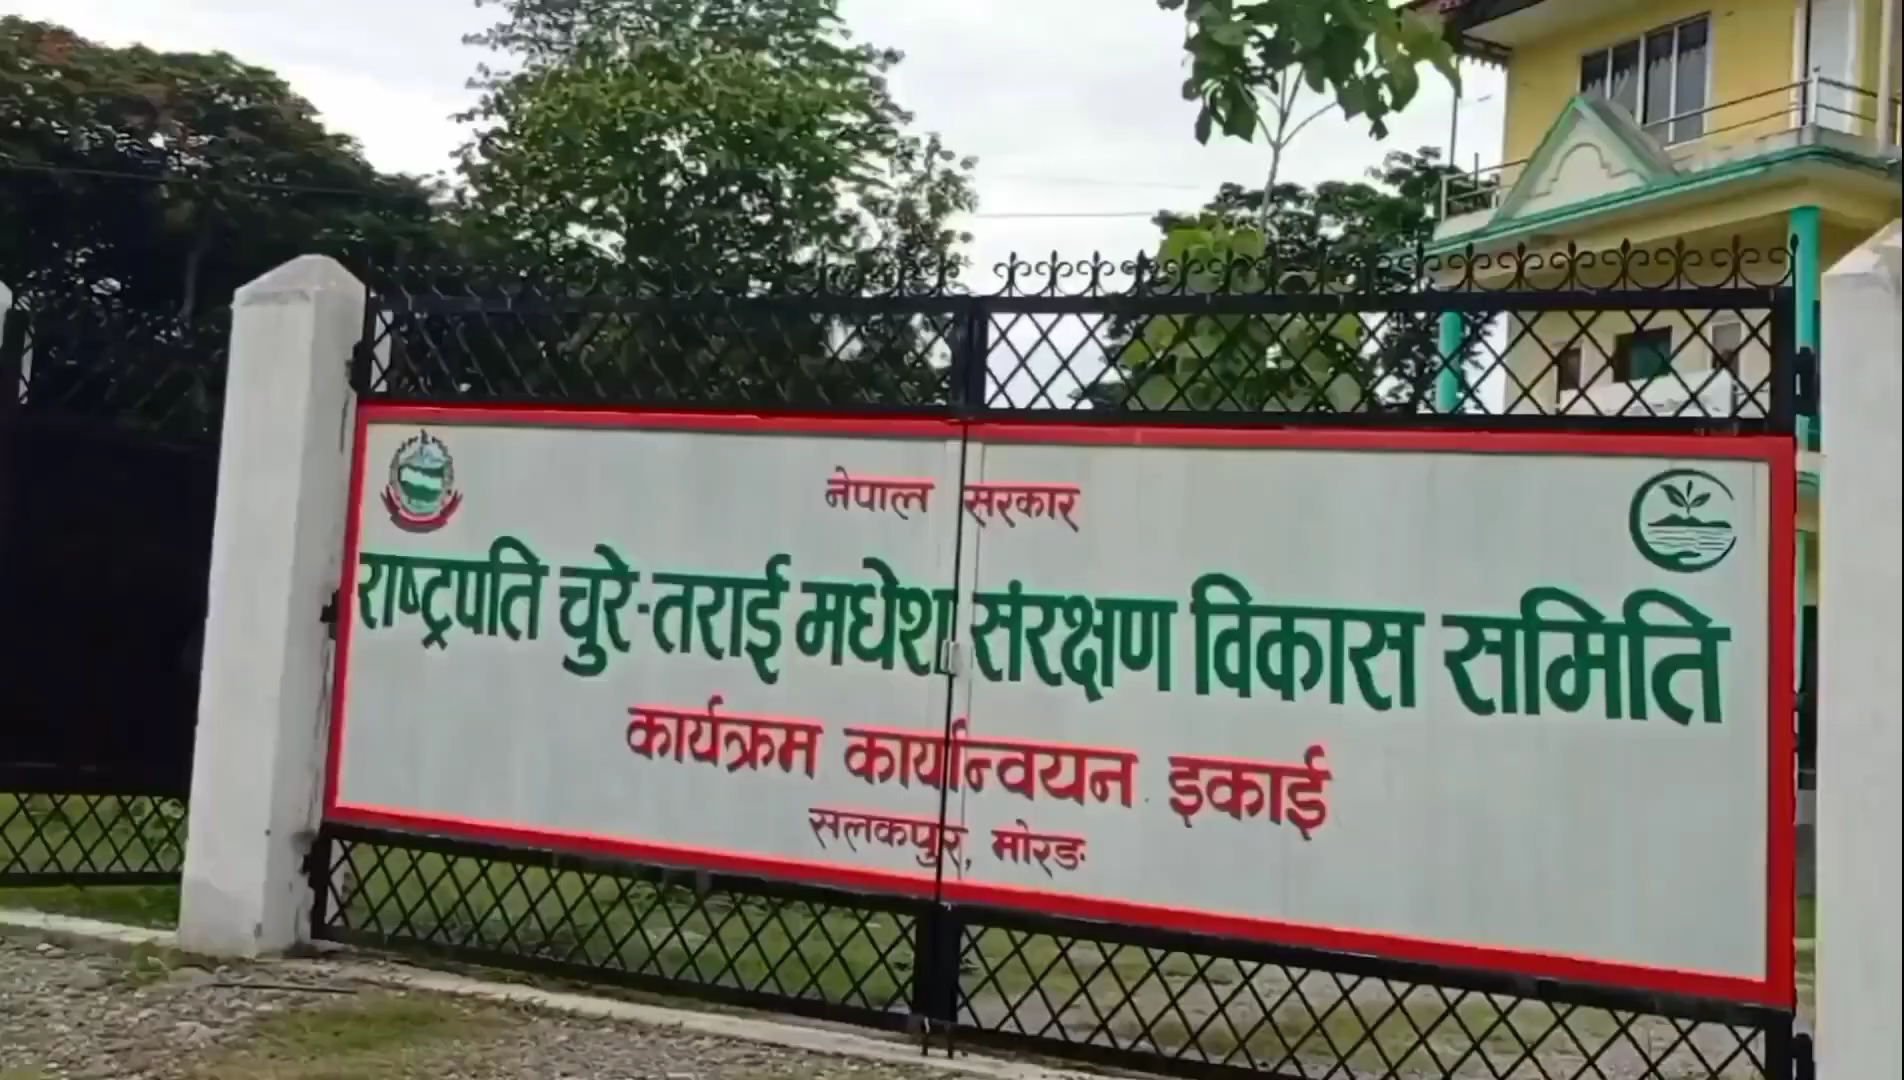 नेपाल सरकार
राष्ट्रपति चुरे-तराई मधेश संरक्षण विकास समिति
कार्यक्रम कार्यान्वयन इकाई
सलकपुर, मोरङ